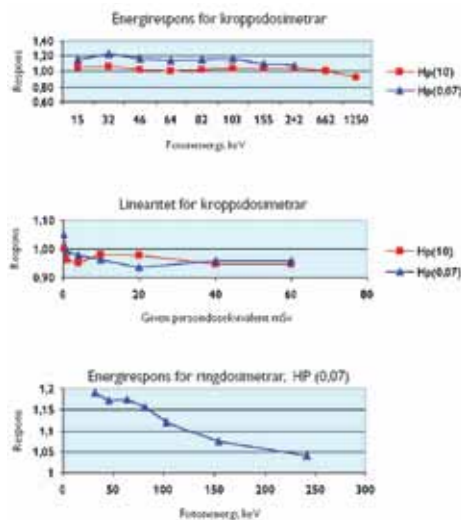 Energirespons för kroppsdosimetrar
Respons
1,40
1,20
1,00
0,80
0,60
15 32 46 64 82 103 155 242 662 1250
Fotonenergi, keV
Hp(10)
Hp(0,07)
Linearitet för kroppsdosimetrar
Respons
1,10
1,00
0,90
0 20 40 60 80
Given persondosekvivalent mSv
Hp(10)
Hp(0,07)
Energirespons för ringdosimetrar, HP (0,07)
Respons
1,2
1,15
1,1
1,05
1
0 50 100 150 200 250 300
Fotonenergi, keV